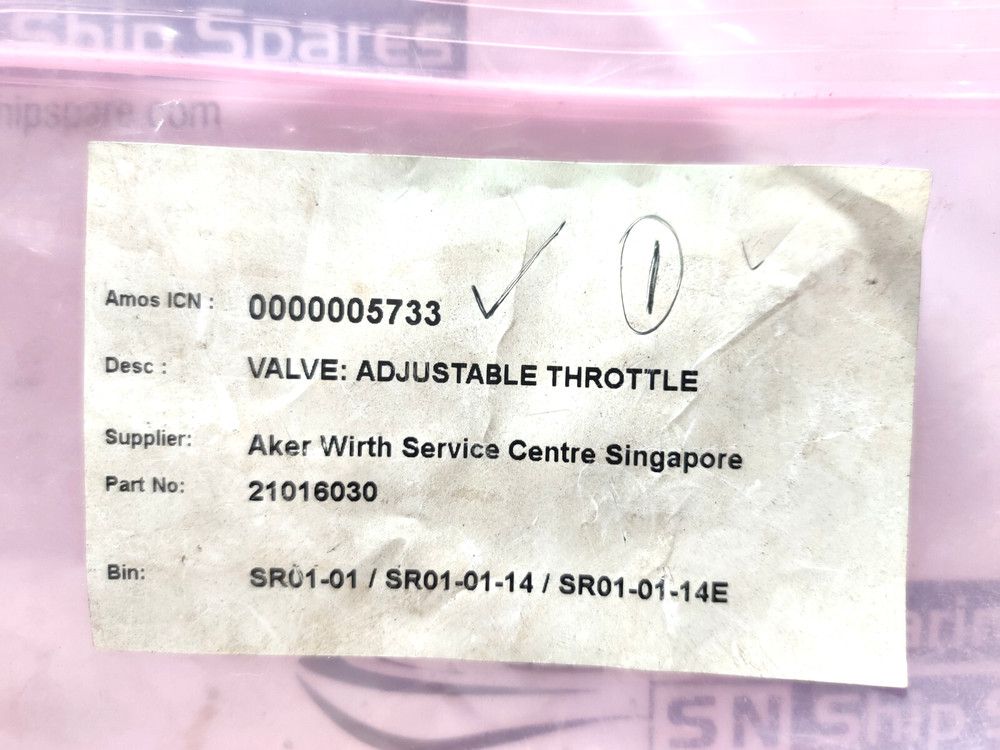 Ship Spares
hipspare.com
1
Amos ICN : 0000005733
Desc : VALVE: ADJUSTABLE THROTTLE
Supplier: Aker Wirth Service Centre Singapore
Part No: 21016030
Bin: SR01-01 / SR01-01-14 / SR01-01-14E
SN Ship S